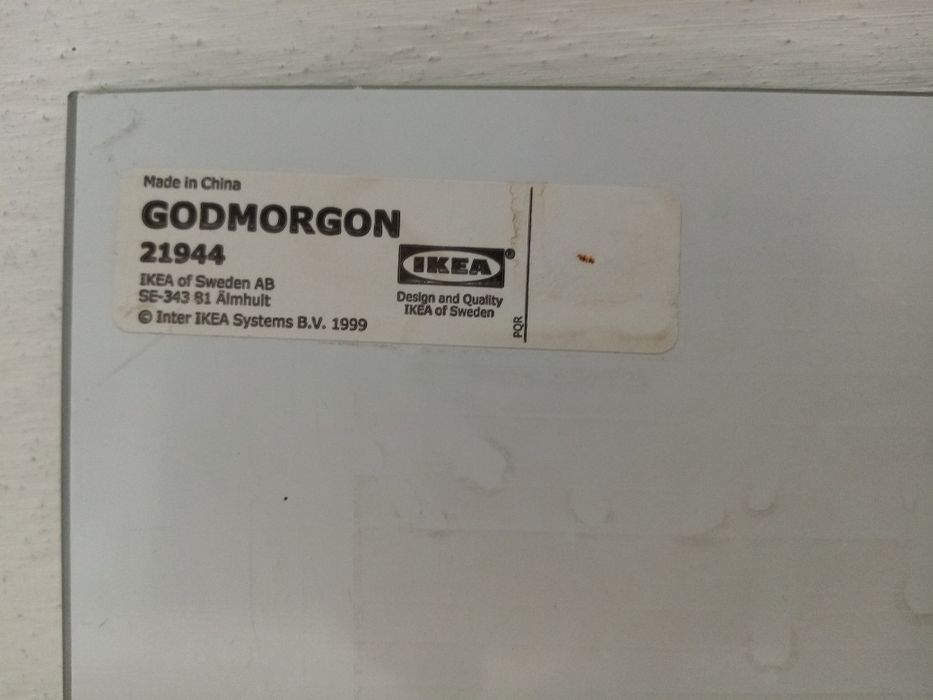 Made in China
GODMORGON
21944
IKEA of Sweden AB
SE-343 81 Älmhult
© Inter IKEA Systems B.V. 1999
IKEA®
Design and Quality
IKEA of Sweden
PQR